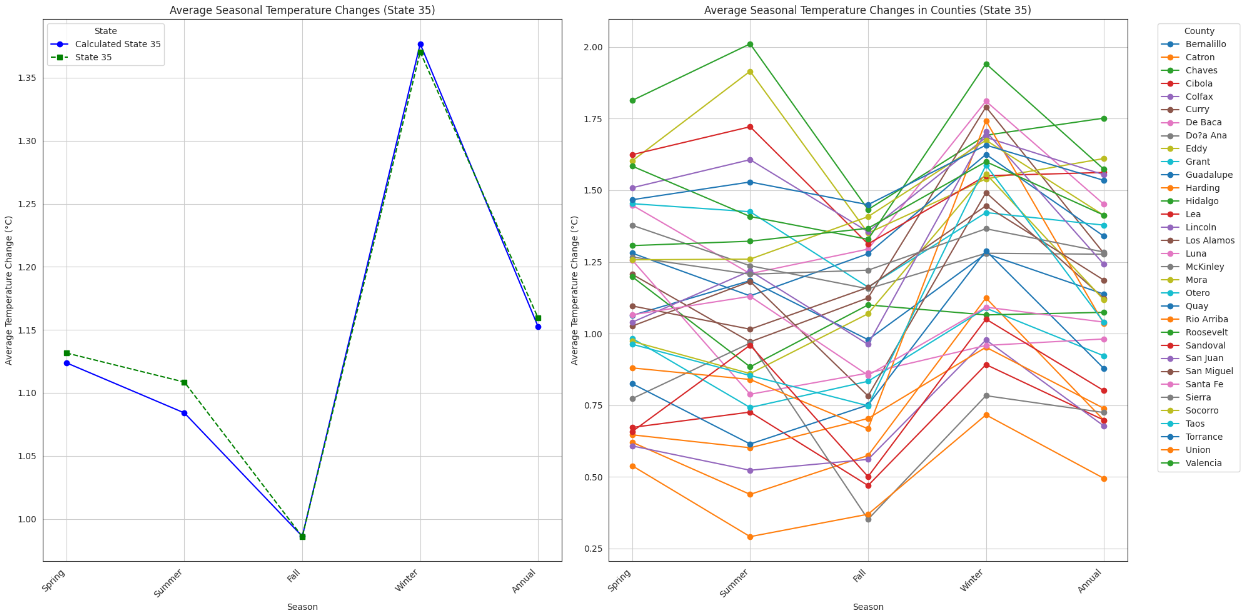 Average Seasonal Temperature Changes (State 35)
State
Calculated State 35
State 35
Average Temperature Change (°C)
1.35
1.30
1.25
1.20
1.15
1.10
1.05
1.00
Spring
Summer
Fall
Winter
Annual
Season
Average Seasonal Temperature Changes in Counties (State 35)
Average Temperature Change (°C)
2.00
1.75
1.50
1.25
1.00
0.75
0.50
0.25
Spring
Summer
Fall
Winter
Annual
Season
County
Bernalillo
Catron
Chaves
Cibola
Colfax
Curry
De Baca
Do?a Ana
Eddy
Grant
Guadalupe
Harding
Hidalgo
Lea
Lincoln
Los Alamos
Luna
McKinley
Mora
Otero
Quay
Rio Arriba
Roosevelt
Sandoval
San Juan
San Miguel
Santa Fe
Sierra
Socorro
Taos
Torrance
Union
Valencia